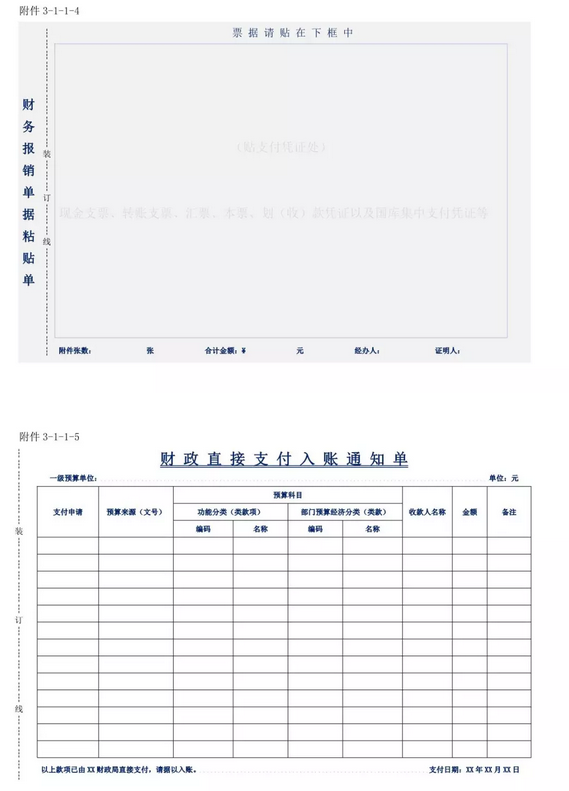 附件 3-1-1-4
票据请贴在下框中
财务报销单据粘贴单
装订线
（贴支付凭证处）
现金支票、转账支票、汇票、本票、划（收）款凭证以及国库集中支付凭证等
附件张数： 张 合计金额：¥ 元 经办人： 证明人：
附件 3-1-1-5
财政直接支付入账通知单
一级预算单位： 单位：元
装订线
支付申请 预算来源（文号） 预算科目 收款人名称 金额 备注
功能分类（类款项） 部门预算经济分类（类款）
编码 名称 编码 名称
以上款项已由 XX 财政局直接支付，请据以入账。 支付日期：XX 年 XX 月 XX 日